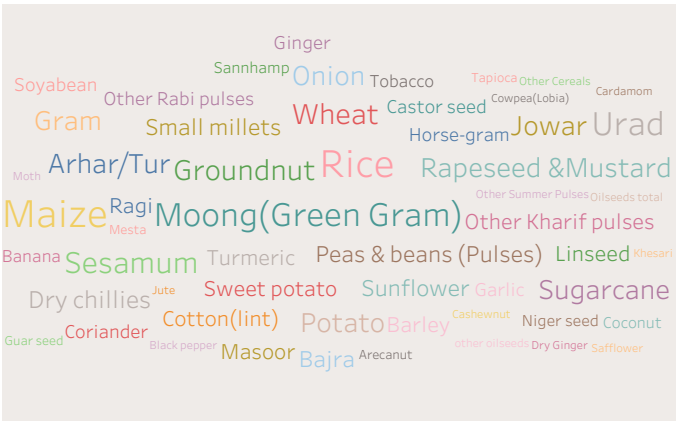 Ginger
Sannhamp
Onion
Tobacco
Tapioca
Other Cereals
Soyabean
Other Rabi pulses
Wheat
Castor seed
Cowpea(Lobia)
Cardamom
Gram
Small millets
Horse-gram
Jowar
Urad
Moth
Arhar/Tur
Groundnut
Rice
Rapeseed &Mustard
Maize
Ragi
Mesta
Moong(Green Gram)
Other Summer Pulses
Oilseeds total
Other Kharif pulses
Banana
Sesamum
Turmeric
Peas & beans (Pulses)
Linseed
Khesari
Dry chillies
Jute
Sweet potato
Sunflower
Garlic
Sugarcane
Guar seed
Coriander
Cotton(lint)
Potato
Barley
Cashewnut
Niger seed
Coconut
Black pepper
Masoor
Bajra
Arecanut
other oilseeds
Dry Ginger
Safflower